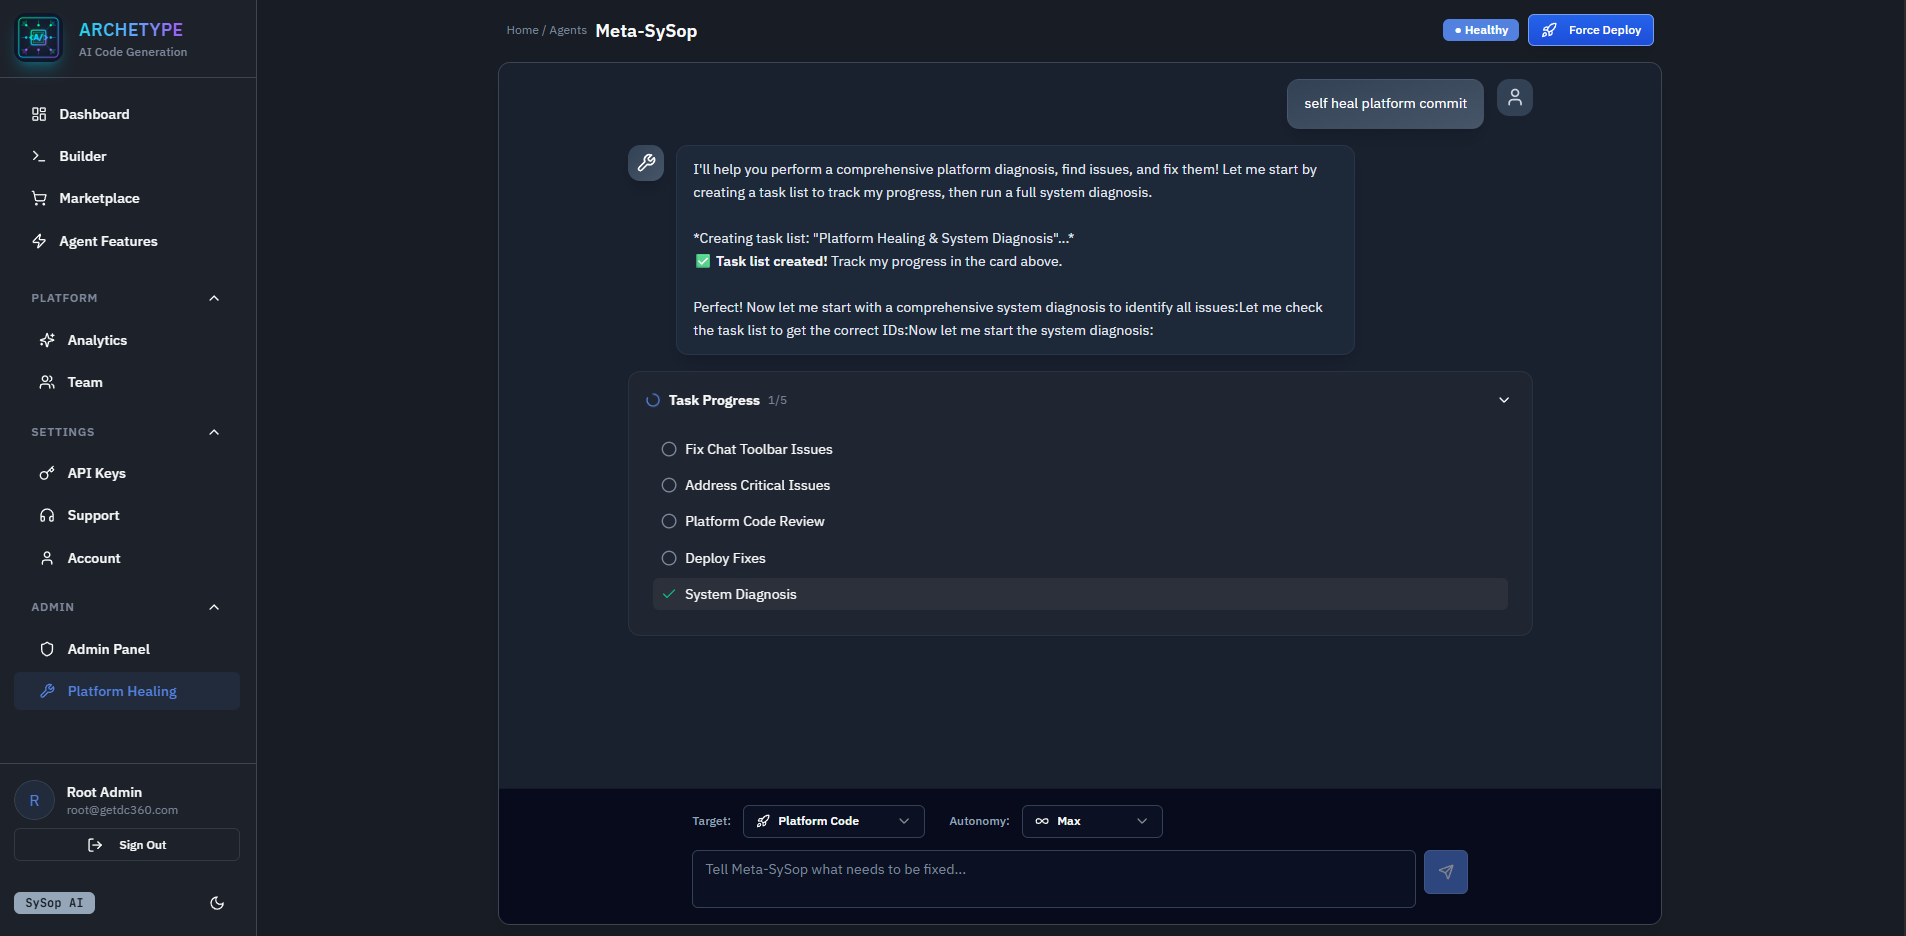 ARCHETYPE
AI Code Generation
Dashboard
Builder
Marketplace
Agent Features
PLATFORM
Analytics
Team
SETTINGS
API Keys
Support
Account
ADMIN
Admin Panel
Platform Healing
R
Root Admin
root@getdc360.com
Sign Out
SySop AI
Home / Agents Meta-SySop
Healthy
Force Deploy
self heal platform commit
I'll help you perform a comprehensive platform diagnosis, find issues, and fix them! Let me start by
creating a task list to track my progress, then run a full system diagnosis.
*Creating task list: "Platform Healing & System Diagnosis"...*
✅ Task list created! Track my progress in the card above.
Perfect! Now let me start with a comprehensive system diagnosis to identify all issues:Let me check
the task list to get the correct IDs:Now let me start the system diagnosis:
Task Progress 1/5
Fix Chat Toolbar Issues
Address Critical Issues
Platform Code Review
Deploy Fixes
System Diagnosis
Target: Platform Code Autonomy: Max
Tell Meta-SySop what needs to be fixed...